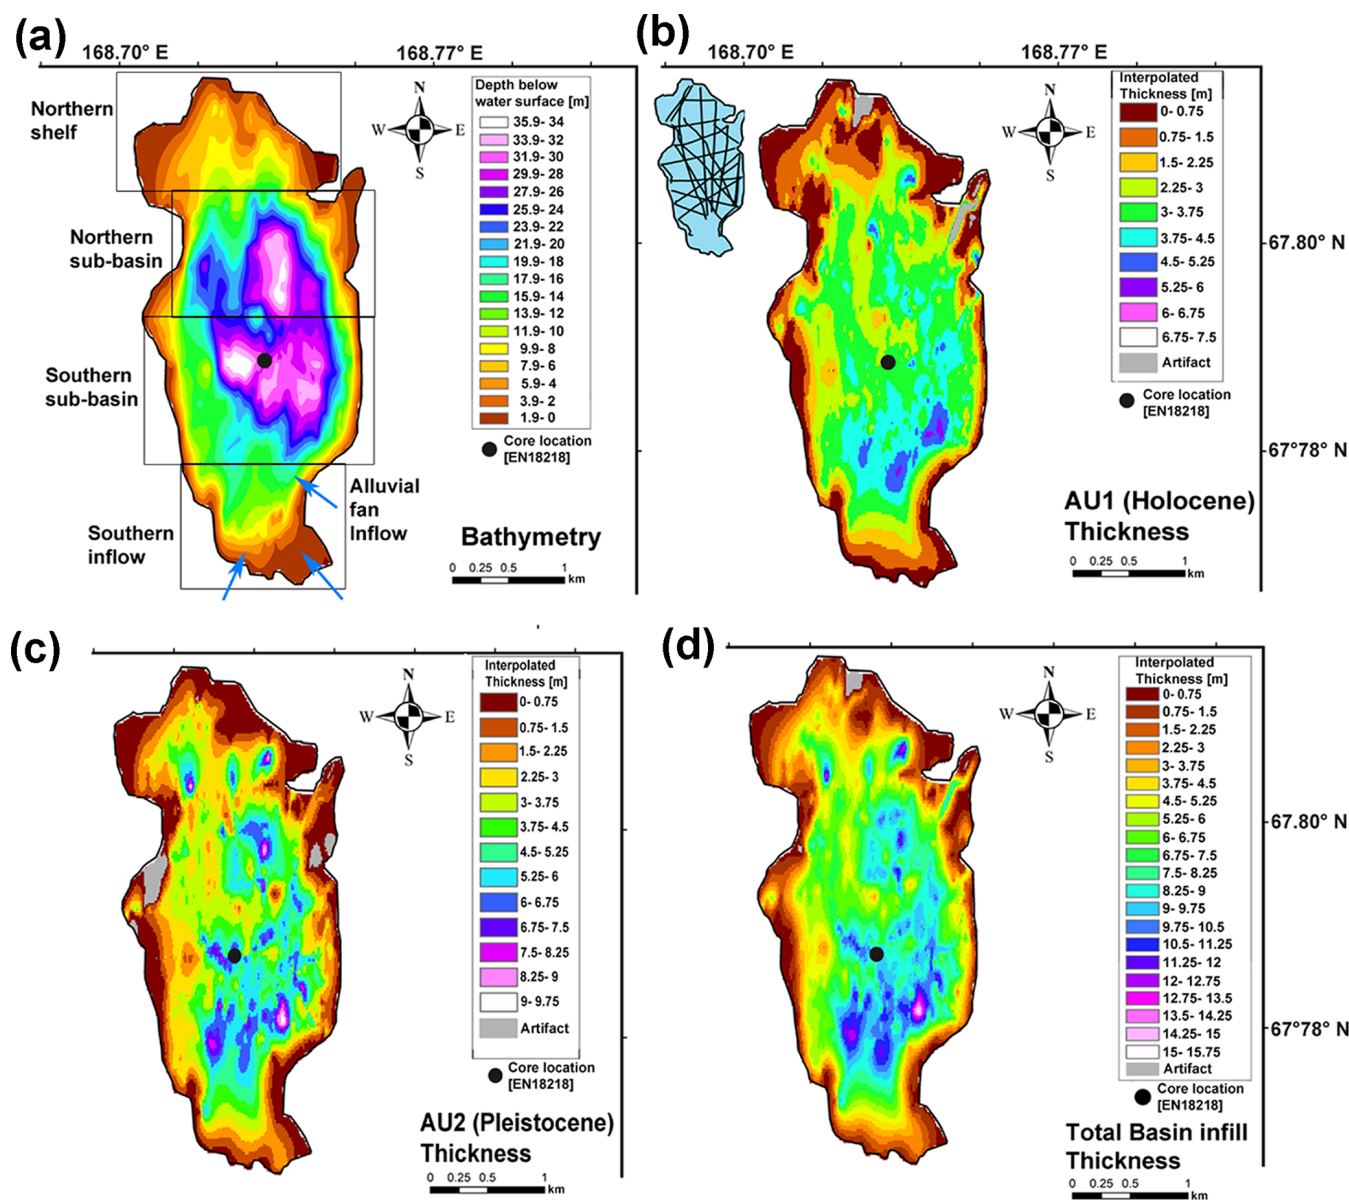 (a)
168.70° E
168.77° E
Northern
shelf
Northern
sub-basin
Southern
sub-basin
Southern
inflow
Alluvial
fan
Inflow
N
W
E
S
Depth below
water surface [m]
35.9- 34
33.9- 32
31.9- 30
29.9- 28
27.9- 26
25.9- 24
23.9- 22
21.9- 20
19.9- 18
17.9- 16
15.9- 14
13.9- 12
11.9- 10
9.9- 8
7.9- 6
5.9- 4
3.9- 2
1.9- 0
Core location
[EN18218]
Bathymetry
0 0.25 0.5 1
km
(b)
168.70° E
168.77° E
N
W
E
S
Interpolated
Thickness [m]
0- 0.75
0.75- 1.5
1.5- 2.25
2.25- 3
3- 3.75
3.75- 4.5
4.5- 5.25
5.25- 6
6- 6.75
6.75- 7.5
Artifact
Core location
[EN18218]
67.80° N
67°78° N
AU1 (Holocene)
Thickness
0 0.25 0.5 1
km
(c)
N
W
E
S
Interpolated
Thickness [m]
0- 0.75
0.75- 1.5
1.5- 2.25
2.25- 3
3- 3.75
3.75- 4.5
4.5- 5.25
5.25- 6
6- 6.75
6.75- 7.5
7.5- 8.25
8.25- 9
9- 9.75
Artifact
Core location
[EN18218]
AU2 (Pleistocene)
Thickness
0 0.25 0.5 1
km
(d)
N
W
E
S
Interpolated
Thickness [m]
0- 0.75
0.75- 1.5
1.5- 2.25
2.25- 3
3- 3.75
3.75- 4.5
4.5- 5.25
5.25- 6
6- 6.75
6.75- 7.5
7.5- 8.25
8.25- 9
9- 9.75
9.75- 10.5
10.5- 11.25
11.25- 12
12- 12.75
12.75- 13.5
13.5- 14.25
14.25- 15
15- 15.75
Artifact
Core location
[EN18218]
67.80° N
67°78° N
Total Basin infill
Thickness
0 0.25 0.5 1
km